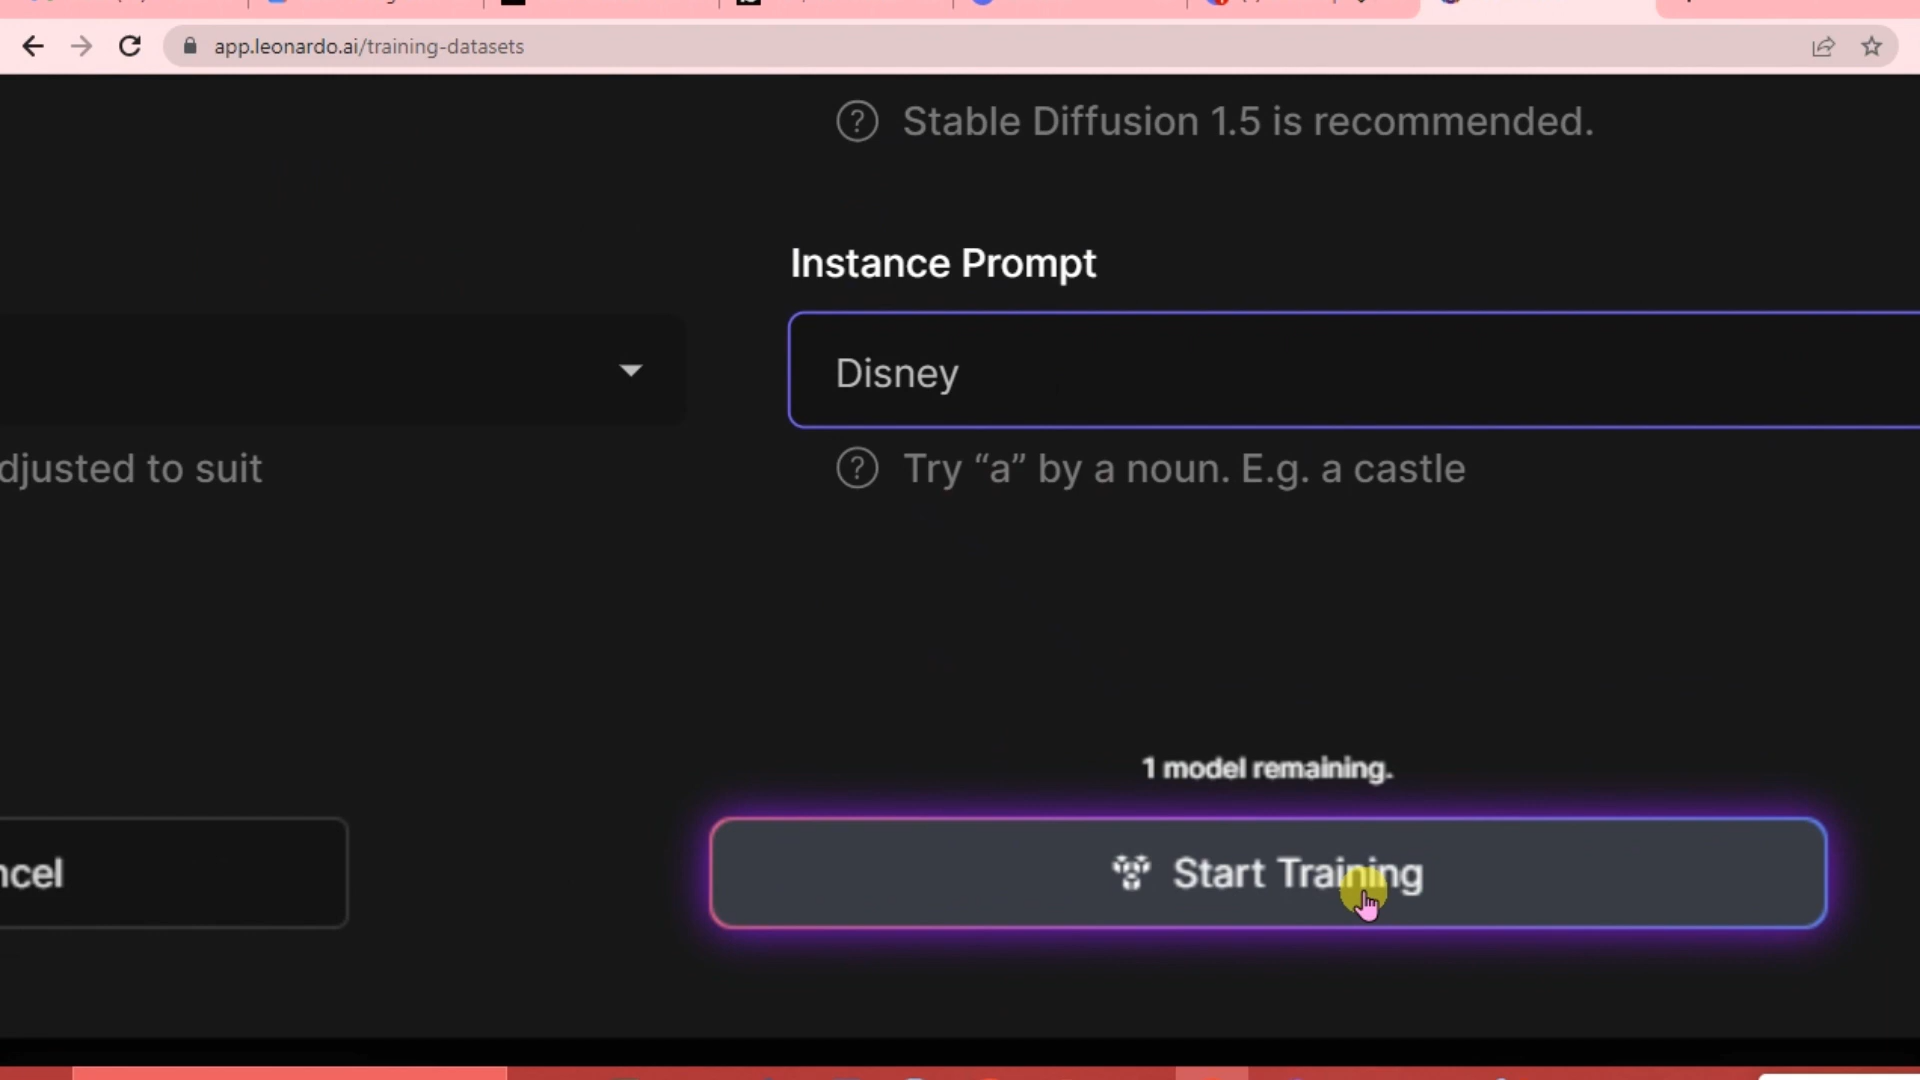 app.leonardo.ai/training-datasets
Stable Diffusion 1.5 is recommended.
Instance Prompt
Disney
djusted to suit
Try “a” by a noun. E.g. a castle
1 model remaining.
ncel
Start Training